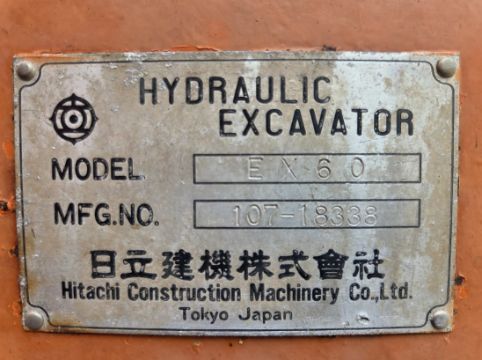 HYDRAULIC
EXCAVATOR
MODEL EX60
MFG.NO. 107-18338
日立建機株式會社
Hitachi Construction Machinery Co.,Ltd.
Tokyo Japan